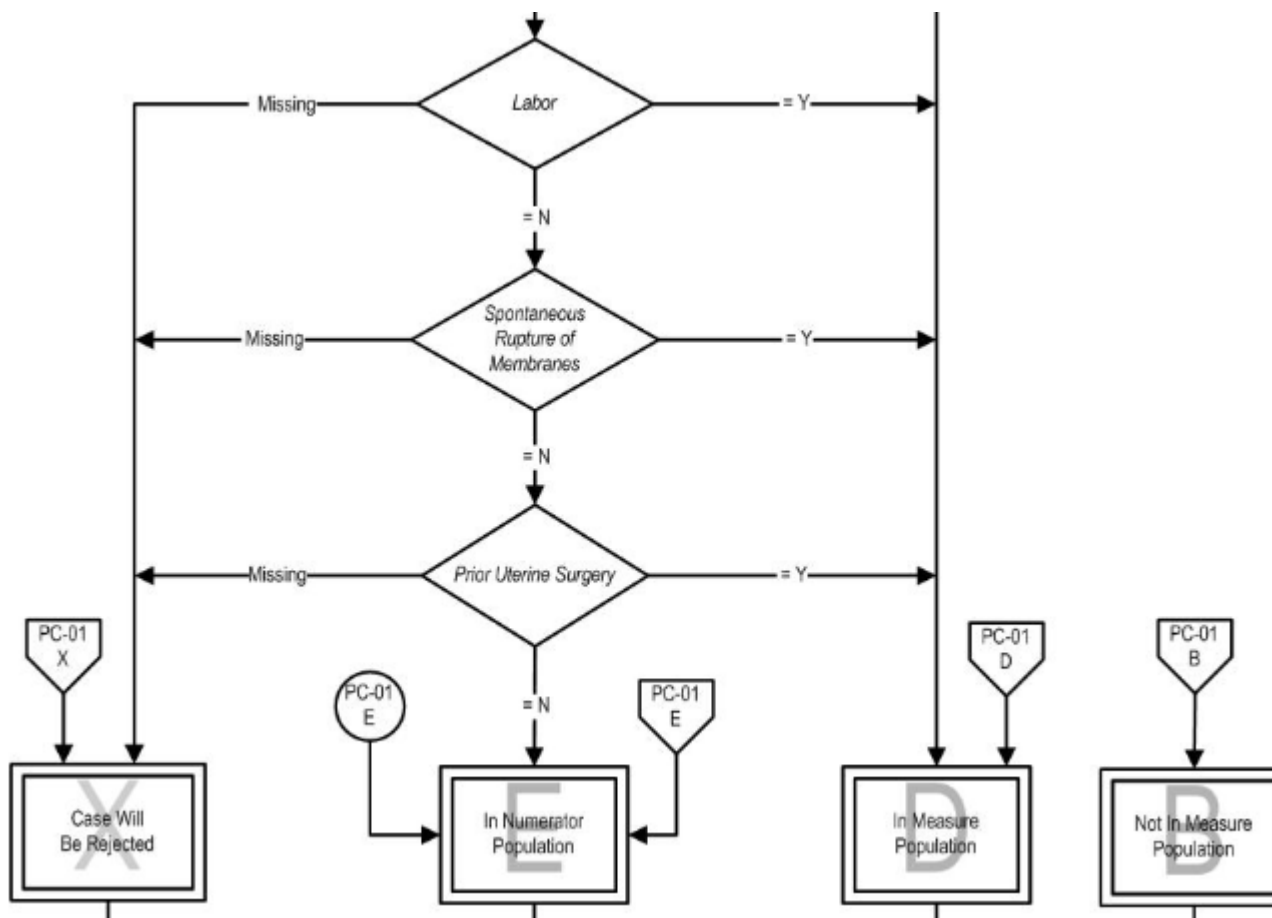 Missing
Labor
= Y
= N
Missing
Spontaneous
Rupture of
Membranes
= Y
= N
Missing
Prior Uterine Surgery
= Y
PC-01
X
PC-01
E
= N
PC-01
E
PC-01
D
PC-01
B
X
Case Will
Be Rejected
E
In Numerator
Population
D
In Measure
Population
B
Not In Measure
Population